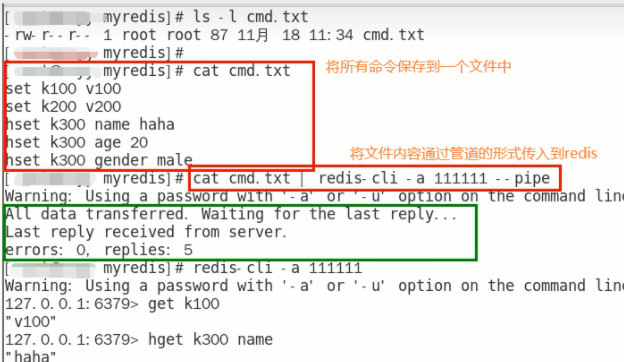 [ myredis]# ls -l cmd.txt
-rw-r--r-- 1 root root 87 11月 18 11:34 cmd.txt
[ myredis]#
[ myredis]# cat cmd.txt
将所有命令保存到一个文件中
set k100 v100
set k200 v200
hset k300 name haha
hset k300 age 20
将文件内容通过管道的形式传入到redis
hset k300 gender male
[ myredis]# cat cmd.txt | redis-cli -a 111111 --pipe
Warning: Using a password with '-a' or '-u' option on the command line
All data transferred. Waiting for the last reply...
Last reply received from server.
errors: 0, replies: 5
[ myredis]# redis-cli -a 111111
Warning: Using a password with '-a' or '-u' option on the command line
127.0.0.1:6379> get k100
"v100"
127.0.0.1:6379> hget k300 name
"haha"